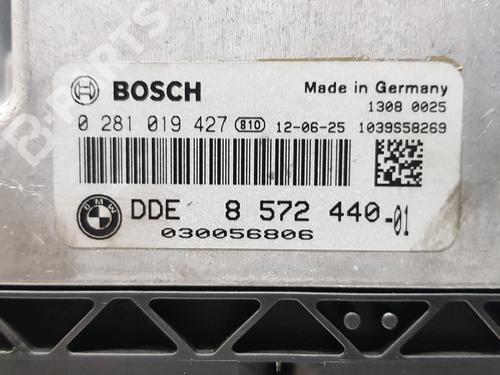 B-PARTS
BOSCH
Made in Germany
1308 0025
0 281 019 427 810 12-06-25 1039S58269
BMW DDE 8 572 440-01
030056806